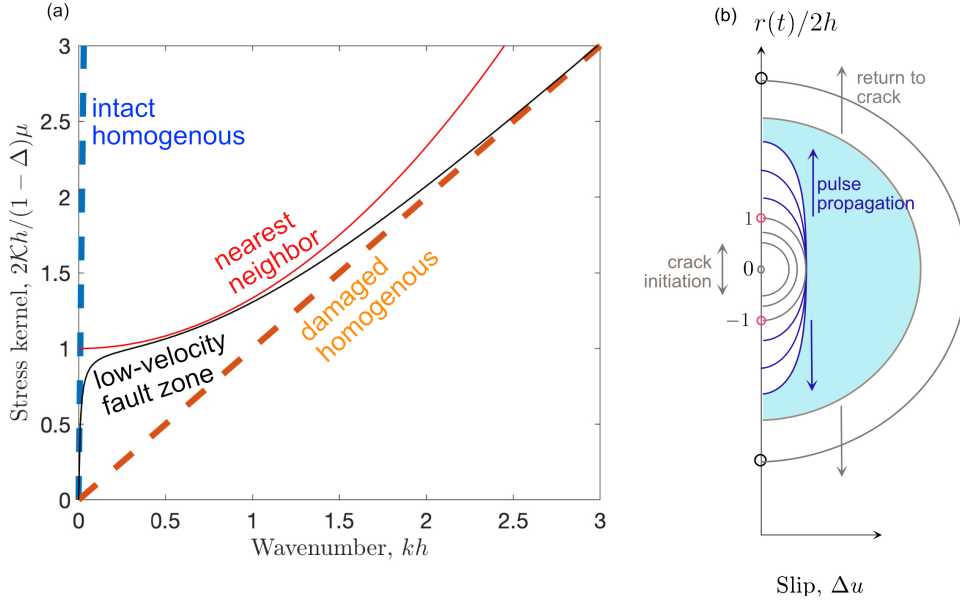 (a)
Stress kernel, 2𝒦h/(1 − Δ)μ
3
2.5
2
1.5
1
0.5
0
intact
homogenous
nearest
neighbor
damaged
homogenous
low-velocity
fault zone
0
0.5
1
1.5
2
2.5
3
Wavenumber, kh
(b)
r(t)/2h
return to
crack
pulse
propagation
1
crack
initiation
0
−1
Slip, Δu